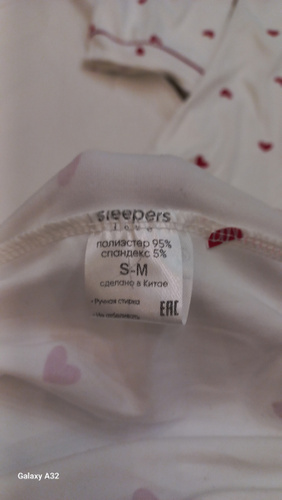 sleepers
love
полиэстер 95%
спандекс 5%
S-M
сделано в Китае
- Ручная стирка
EAC
Galaxy A32